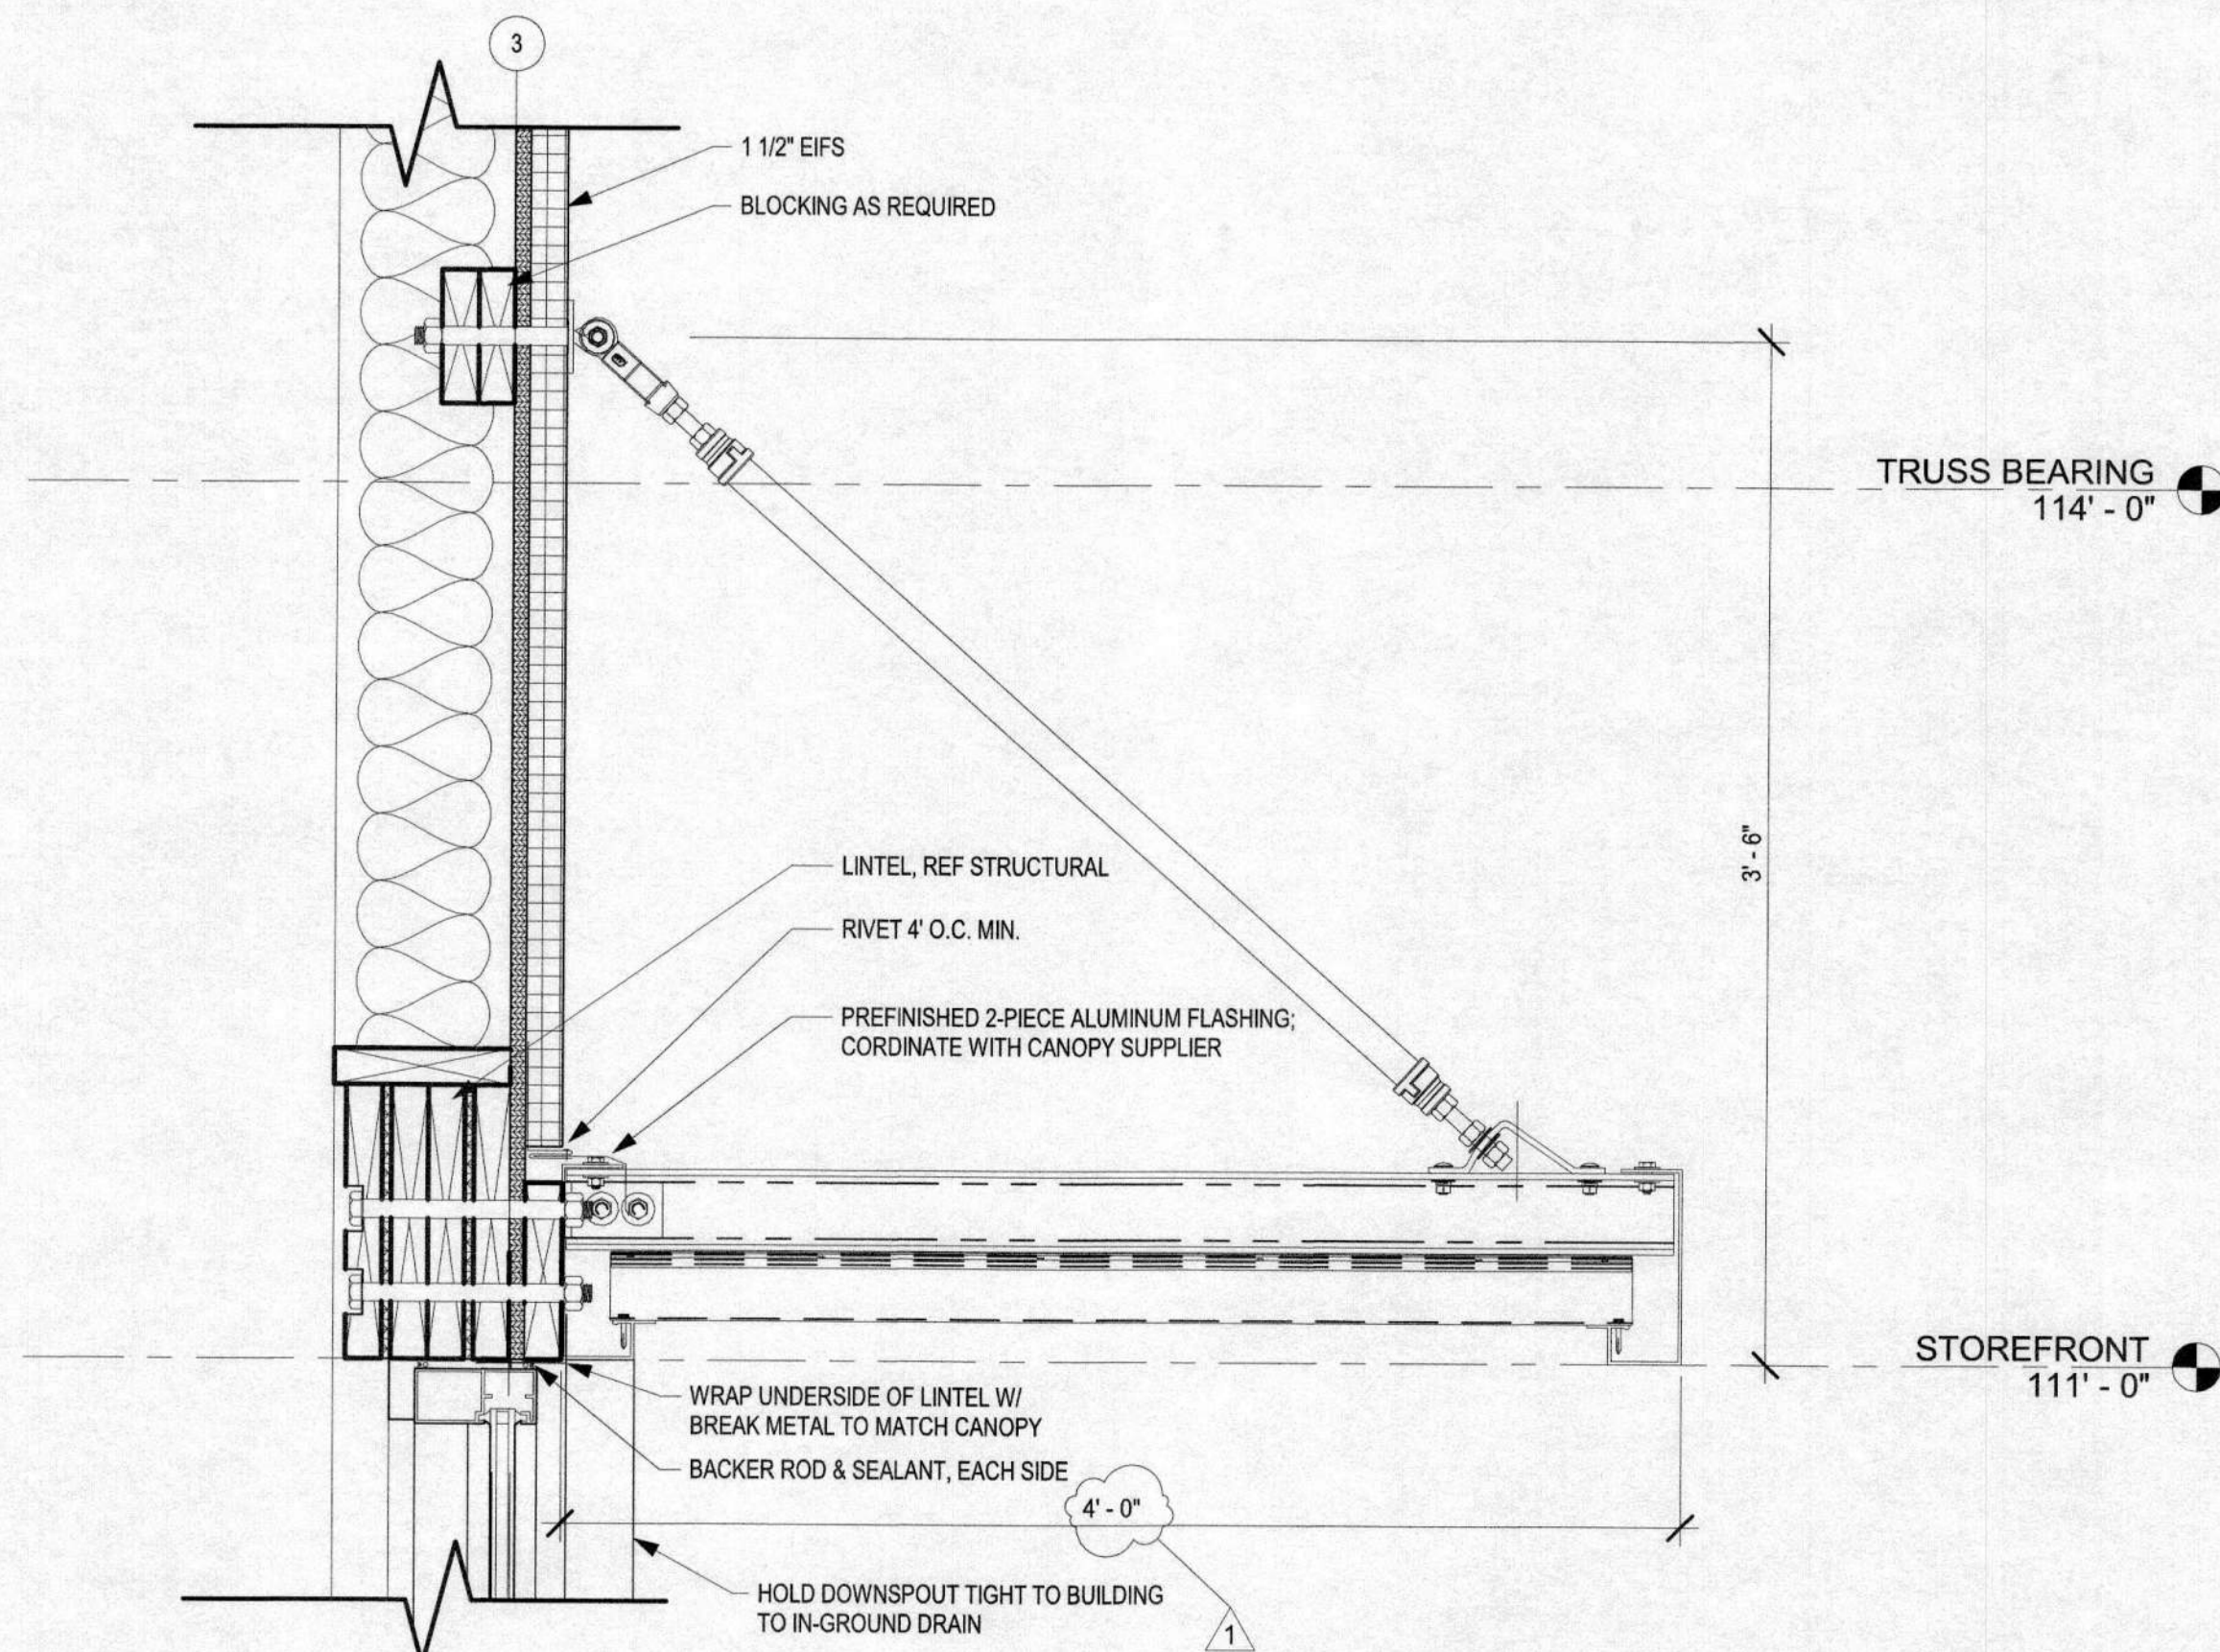 3
1 1/2" EIFS
BLOCKING AS REQUIRED
TRUSS BEARING
114' - 0"
3' - 6"
LINTEL, REF STRUCTURAL
RIVET 4' O.C. MIN.
PREFINISHED 2-PIECE ALUMINUM FLASHING;
CORDINATE WITH CANOPY SUPPLIER
STOREFRONT
111' - 0"
WRAP UNDERSIDE OF LINTEL W/
BREAK METAL TO MATCH CANOPY
BACKER ROD & SEALANT, EACH SIDE
4' - 0"
HOLD DOWNSPOUT TIGHT TO BUILDING
TO IN-GROUND DRAIN
1